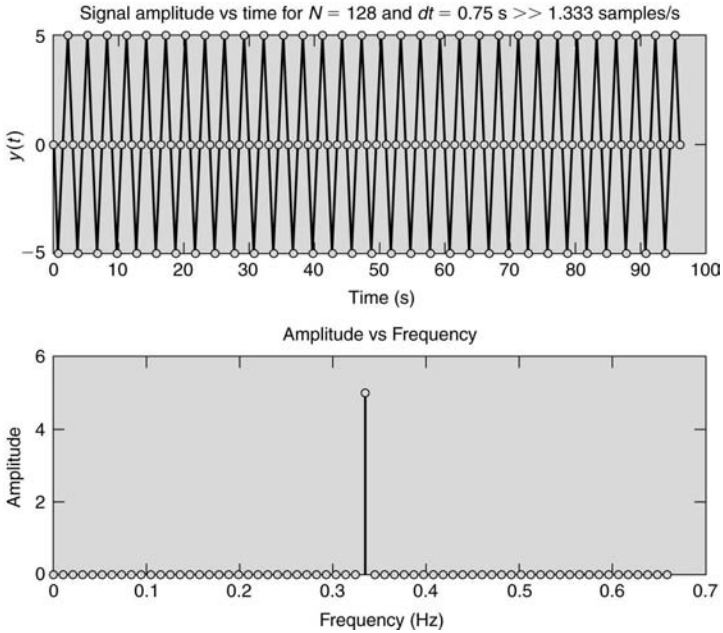 Signal amplitude vs time for N = 128 and dt = 0.75 s >> 1.333 samples/s
5
0
−5
y(t)
0 10 20 30 40 50 60 70 80 90 100
Time (s)
Amplitude vs Frequency
6
4
2
0
Amplitude
0 0.1 0.2 0.3 0.4 0.5 0.6 0.7
Frequency (Hz)